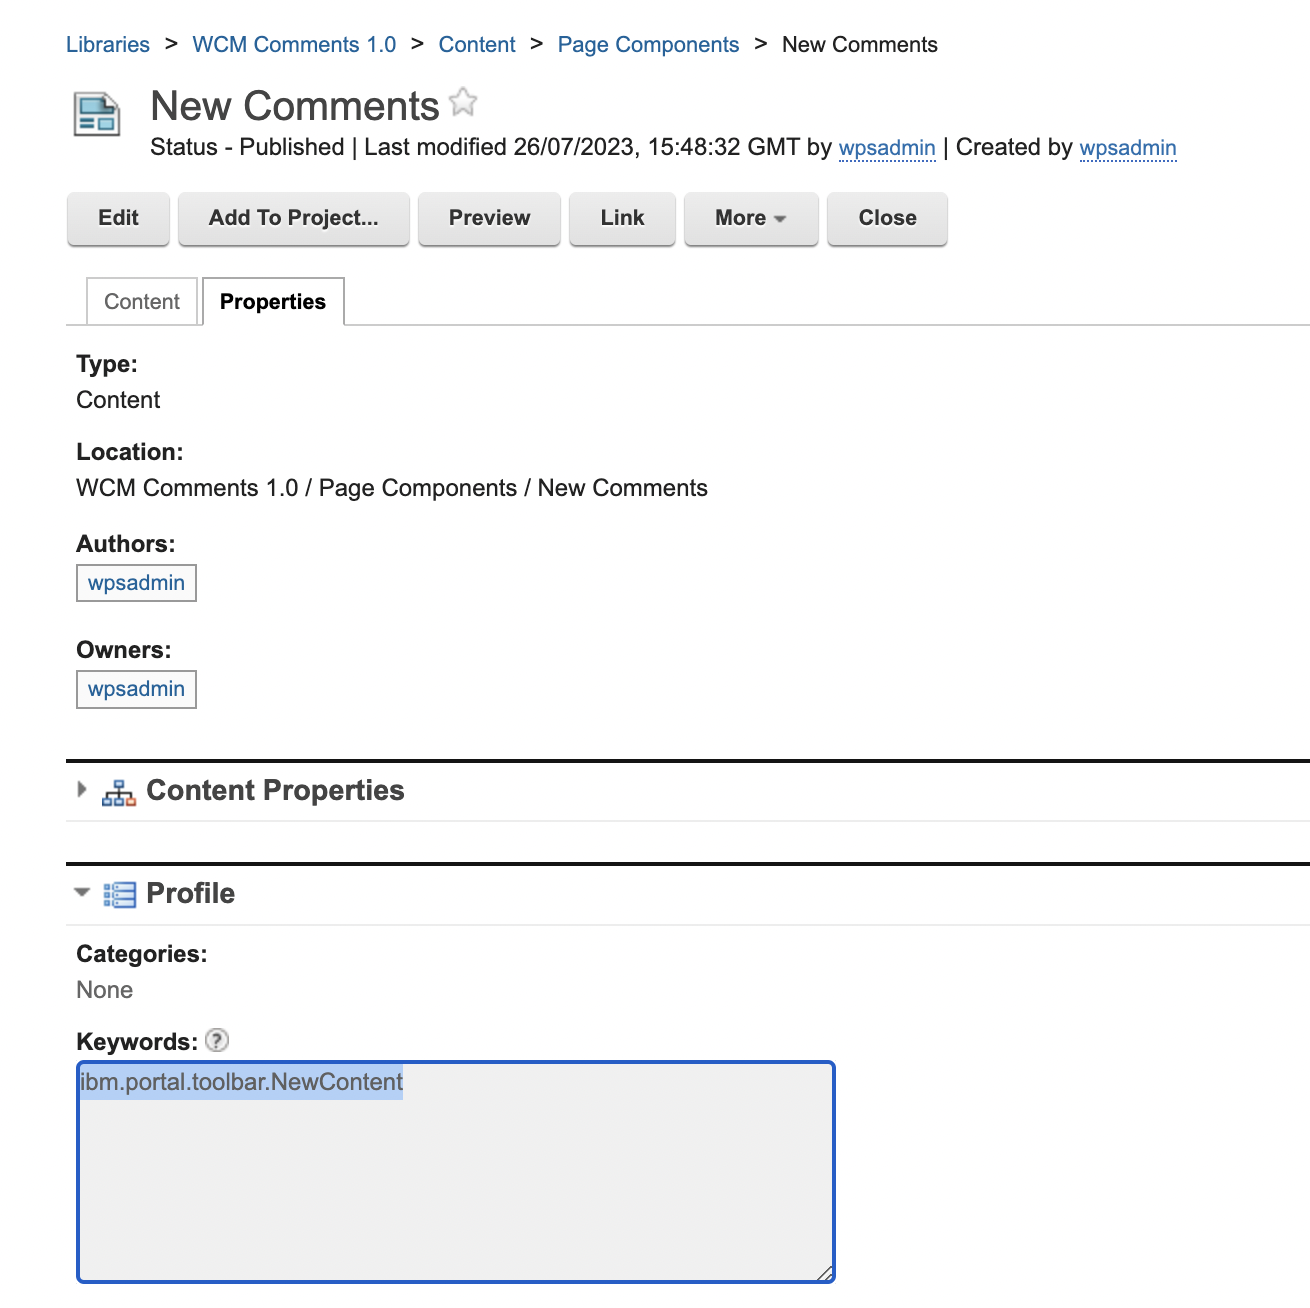 Libraries > WCM Comments 1.0 > Content > Page Components > New Comments
New Comments
Status - Published | Last modified 26/07/2023, 15:48:32 GMT by wpsadmin | Created by wpsadmin
Edit Add To Project... Preview Link More Close
Content Properties
Type:
Content
Location:
WCM Comments 1.0 / Page Components / New Comments
Authors:
wpsadmin
Owners:
wpsadmin
Content Properties
Profile
Categories:
None
Keywords: ?
ibm.portal.toolbar.NewContent